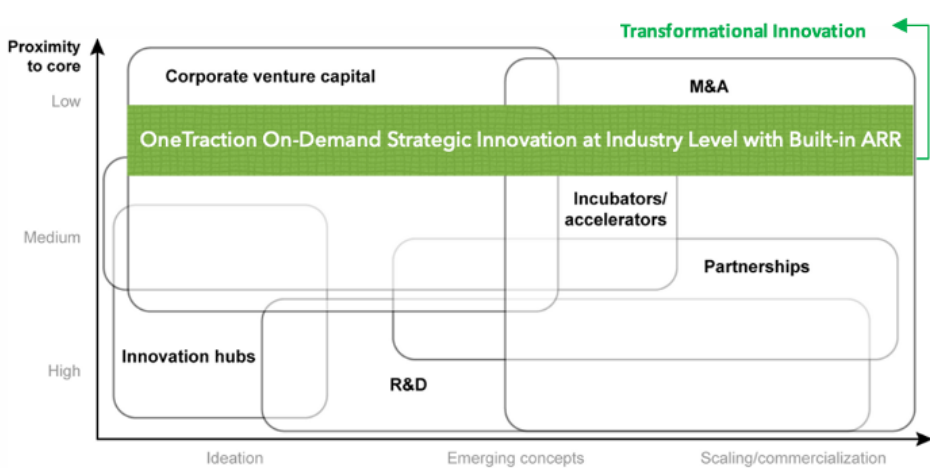 Transformational Innovation
Proximity
to core
Corporate venture capital
M&A
Low
OneTraction On-Demand Strategic Innovation at Industry Level with Built-in ARR
Incubators/
accelerators
Medium
Partnerships
Innovation hubs
High
R&D
Ideation
Emerging concepts
Scaling/commercialization